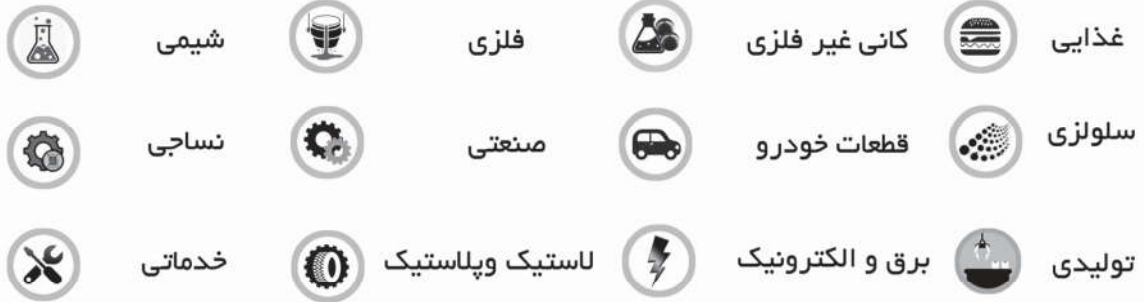 غذایی
کانی غیر فلزی
فلزی
شیمی
سلولزی
قطعات خودرو
صنعتی
نساجی
تولیدی
برق و الکترونیک
لاستیک وپلاستیک
خدماتی